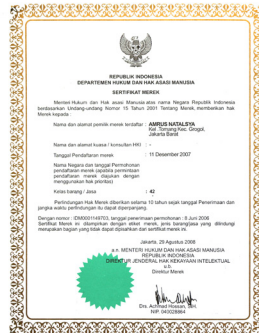 REPUBLIK INDONESIA
DEPARTEMEN HUKUM DAN HAK ASASI MANUSIA
SERTIFIKAT MEREK
Menteri Hukum dan Hak asasi Manusia atas nama Negara Republik Indonesia
berdasarkan Undang-undang Nomor 15 Tahun 2001 Tentang Merek, memberikan hak
Merek kepada :
Nama dan alamat pemilik merek terdaftar : AMRUS NATALSYA
Kel. Tomang Kec. Grogol,
Jakarta Barat
Nama dan alamat kuasa / konsultan HKI : -
Tanggal Pendaftaran merek : 11 Desember 2007
Negara dan tanggal Permohonan
pendaftaran merek (apabila permintaan
pendaftaran merek diajukan dengan
menggunakan hak prioritas)
Kelas barang / Jasa : 42
Perlindungan Hak Merek diberikan selama 10 tahun sejak tanggal Penerimaan dan
jangka waktu perlindungan itu dapat diperpanjang.
Dengan nomor : IDM000148703, tanggal penerimaan permohonan : 8 Juni 2006
Sertifikat Merek ini dilampirkan dengan etiket merek, jenis barang/jasa yang dilindungi
merupakan bagian yang tidak dapat dipisahkan dari sertifikat merek ini.
Jakarta, 29 Agustus 2008
a.n. MENTERI HUKUM DAN HAK ASASI MANUSIA
REPUBLIK INDONESIA
DIREKTUR JENDERAL HAK KEKAYAAN INTELEKTUAL
u.b.
Direktur Merek
Drs. Achmad Hossan, SH.
NIP. 040028864